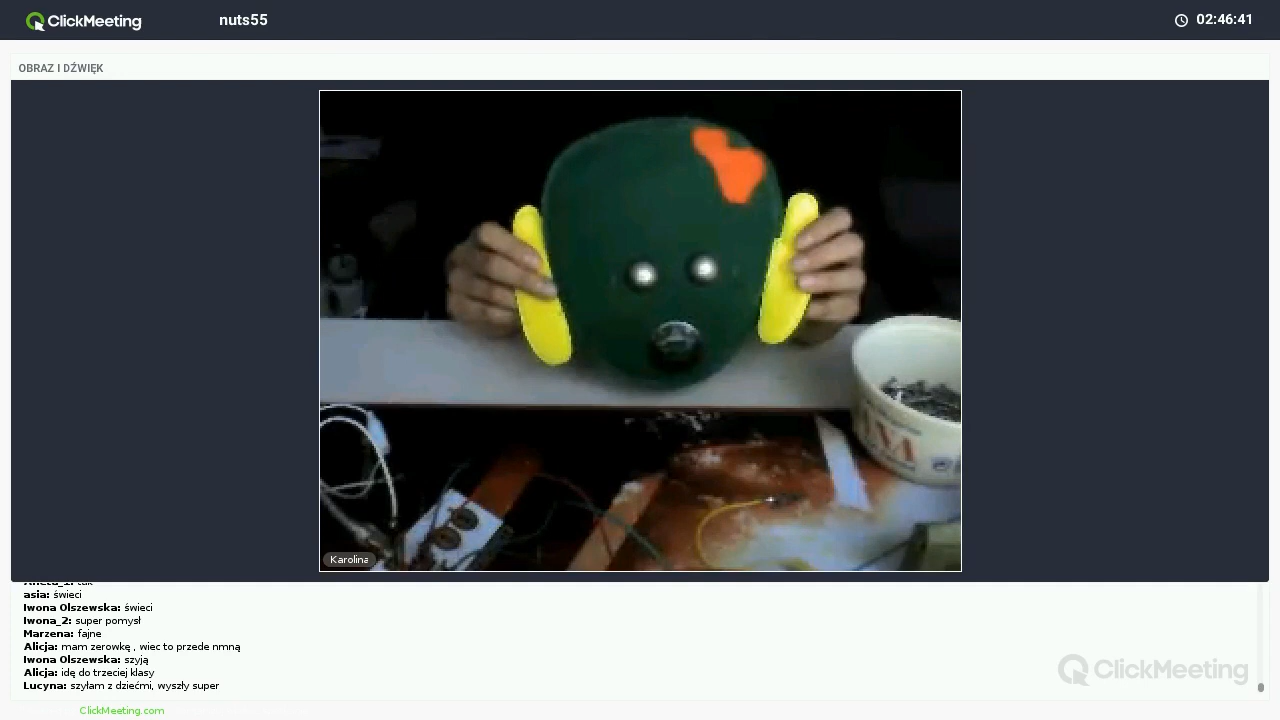 ClickMeeting
nuts55
02:46:41
OBRAZ I DŹWIĘK
Karolina
asia: świeci
Iwona Olszewska: świeci
Iwona_2: super pomysł
Marzena: fajne
Alicja: mam zerowkę , wiec to przede nmną
Iwona Olszewska: szyją
Alicja: idę do trzeciej klasy
Lucyna: szyłam z dziećmi, wyszły super
ClickMeeting
ClickMeeting.com